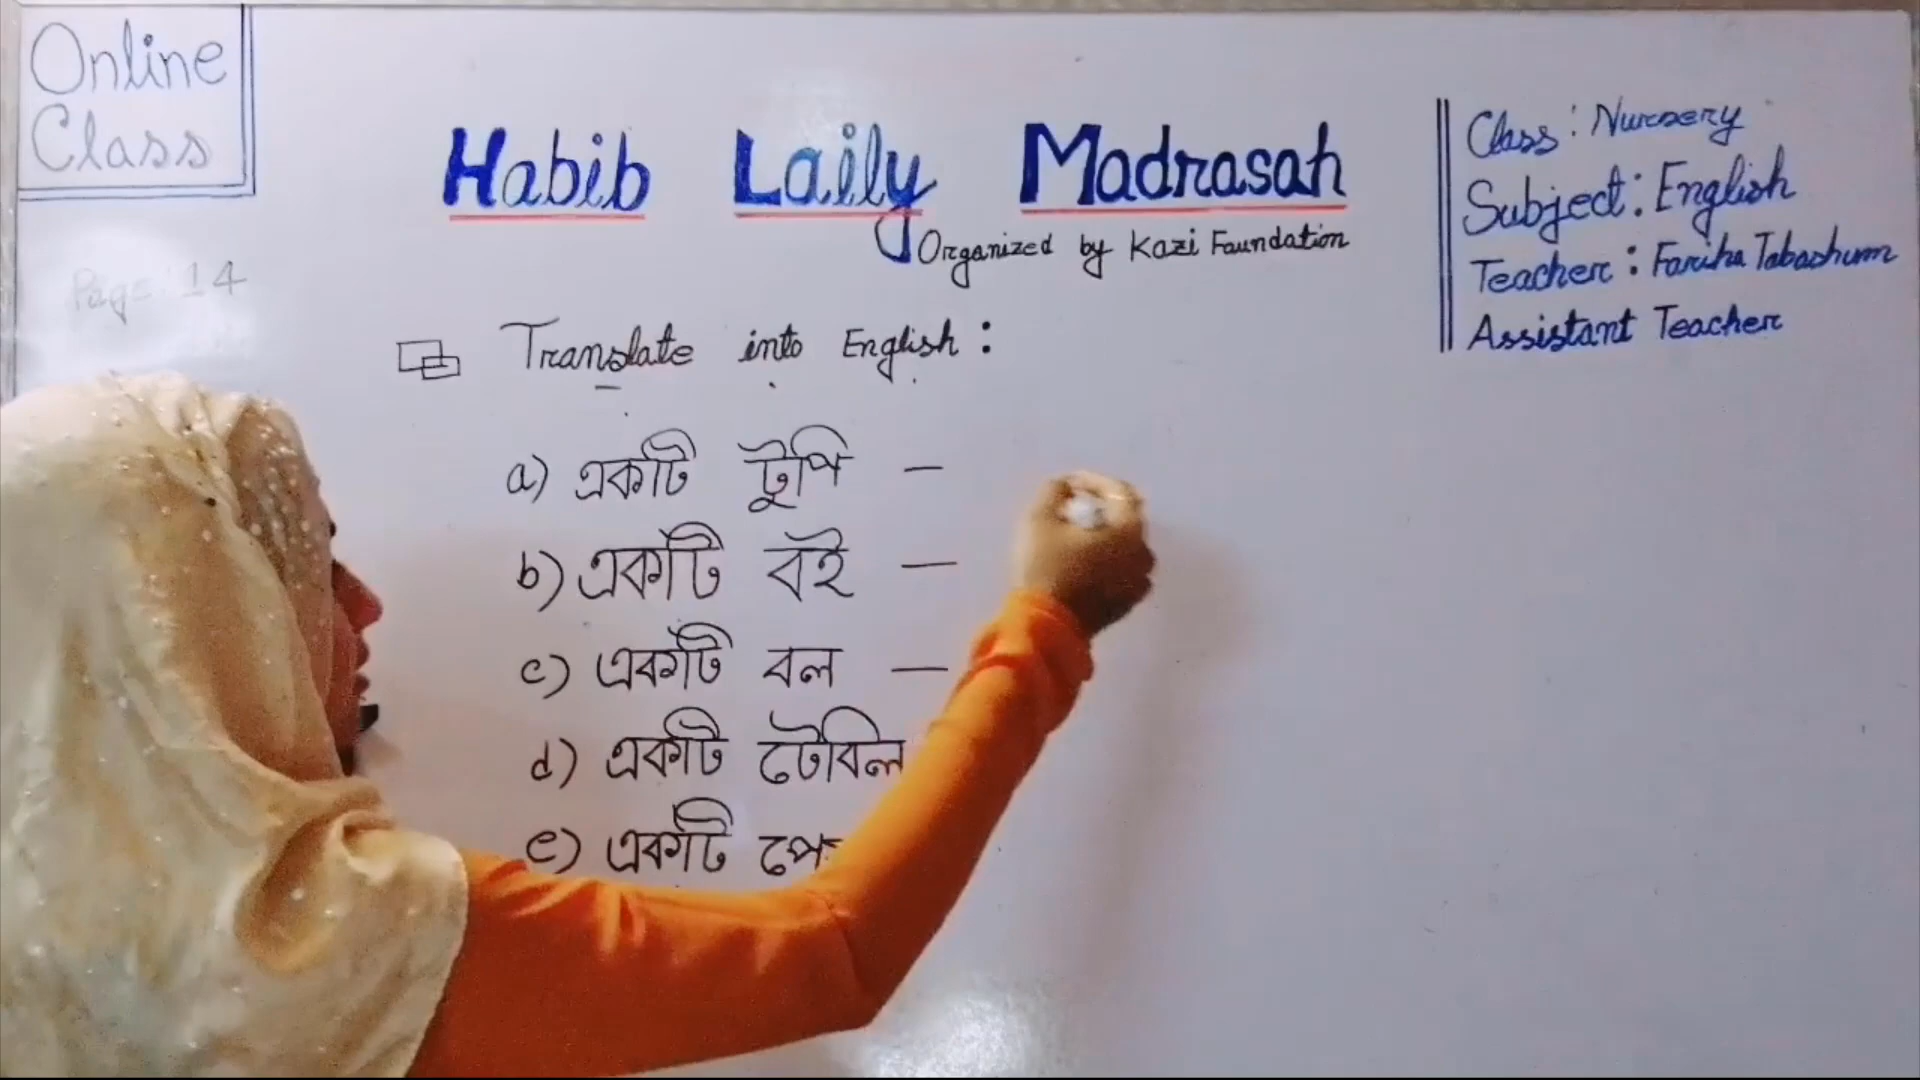 Online
Class
Habib Laily Madrasah
Organized by Kazi Faundation
Class : Nursery
Subject : English
Teacher : Fariha Tabashum
Assistant Teacher
Page : 14
Translate into English :
a) একটি টুপি —
b) একটি বই —
c) একটি বল —
d) একটি টেবিল
e) একটি